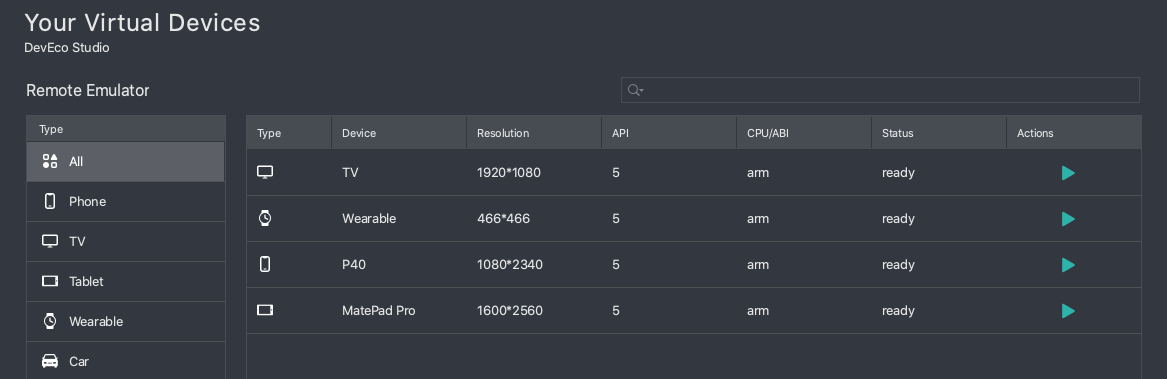 Your Virtual Devices
DevEco Studio
Remote Emulator
Type
All
Phone
TV
Tablet
Wearable
Car
Type Device Resolution API CPU/ABI Status Actions
TV 1920*1080 5 arm ready
Wearable 466*466 5 arm ready
P40 1080*2340 5 arm ready
MatePad Pro 1600*2560 5 arm ready